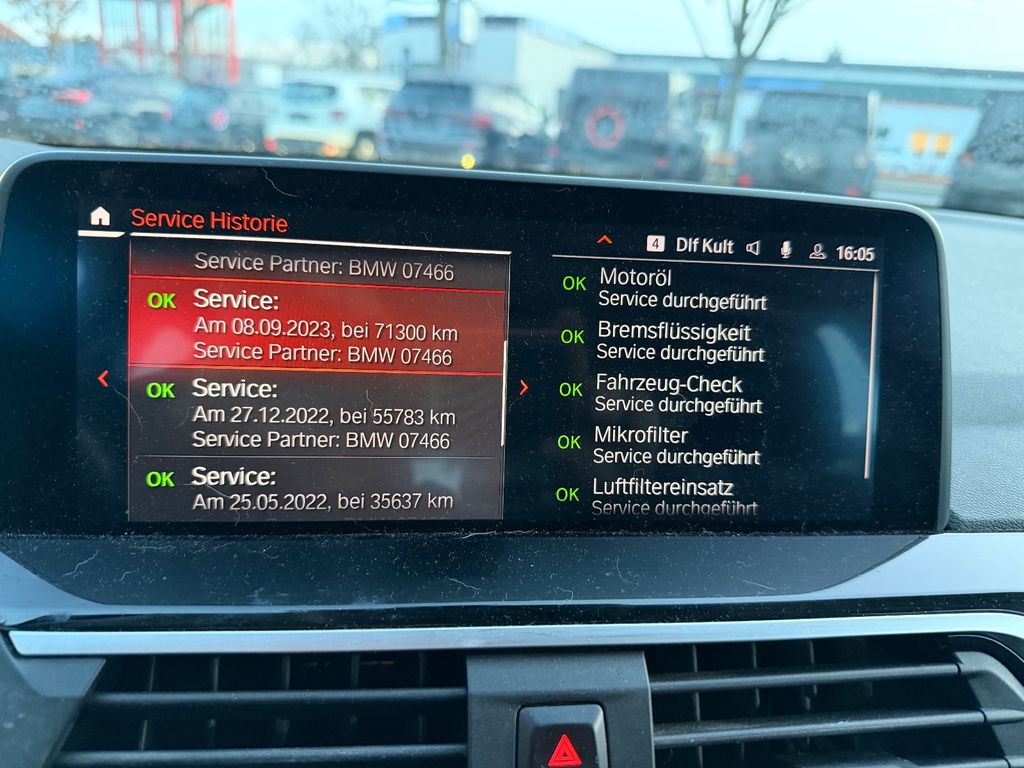 Service Historie
4 Dlf Kult 16:05
Service Partner: BMW 07466
OK Service:
Am 08.09.2023, bei 71300 km
Service Partner: BMW 07466
OK Service:
Am 27.12.2022, bei 55783 km
Service Partner: BMW 07466
OK Service:
Am 25.05.2022, bei 35637 km
OK Motoröl
Service durchgeführt
OK Bremsflüssigkeit
Service durchgeführt
OK Fahrzeug-Check
Service durchgeführt
OK Mikrofilter
Service durchgeführt
OK Luftfiltereinsatz
Service durchgeführt